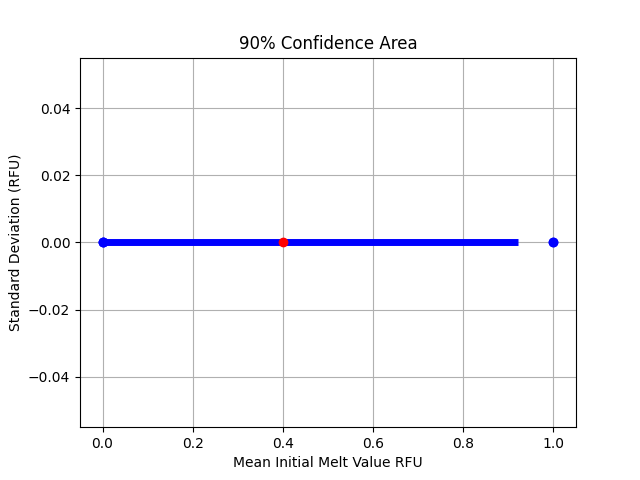 90% Confidence Area
Standard Deviation (RFU)
0.04
0.02
0.00
−0.02
−0.04
0.0 0.2 0.4 0.6 0.8 1.0
Mean Initial Melt Value RFU